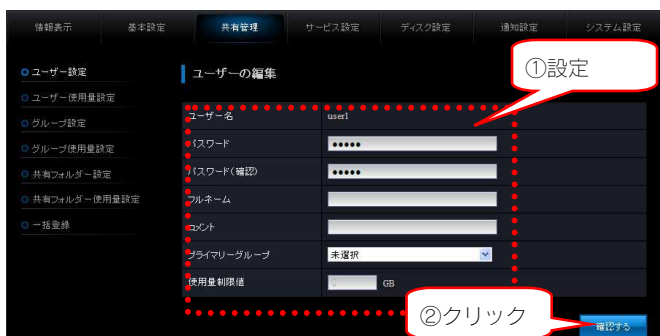 情報表示 基本設定 共有管理 サービス設定 ディスク設定 通知設定 システム設定
①設定
ユーザー設定
ユーザーの編集
ユーザー使用量設定
グループ設定
ユーザー名 user1
グループ使用量設定
パスワード ●●●●●
共有フォルダー設定
パスワード(確認) ●●●●●
共有フォルダー使用量設定
フルネーム
一括登録
コメント
プライマリーグループ 未選択
使用量制限値 GB
②クリック
確認する